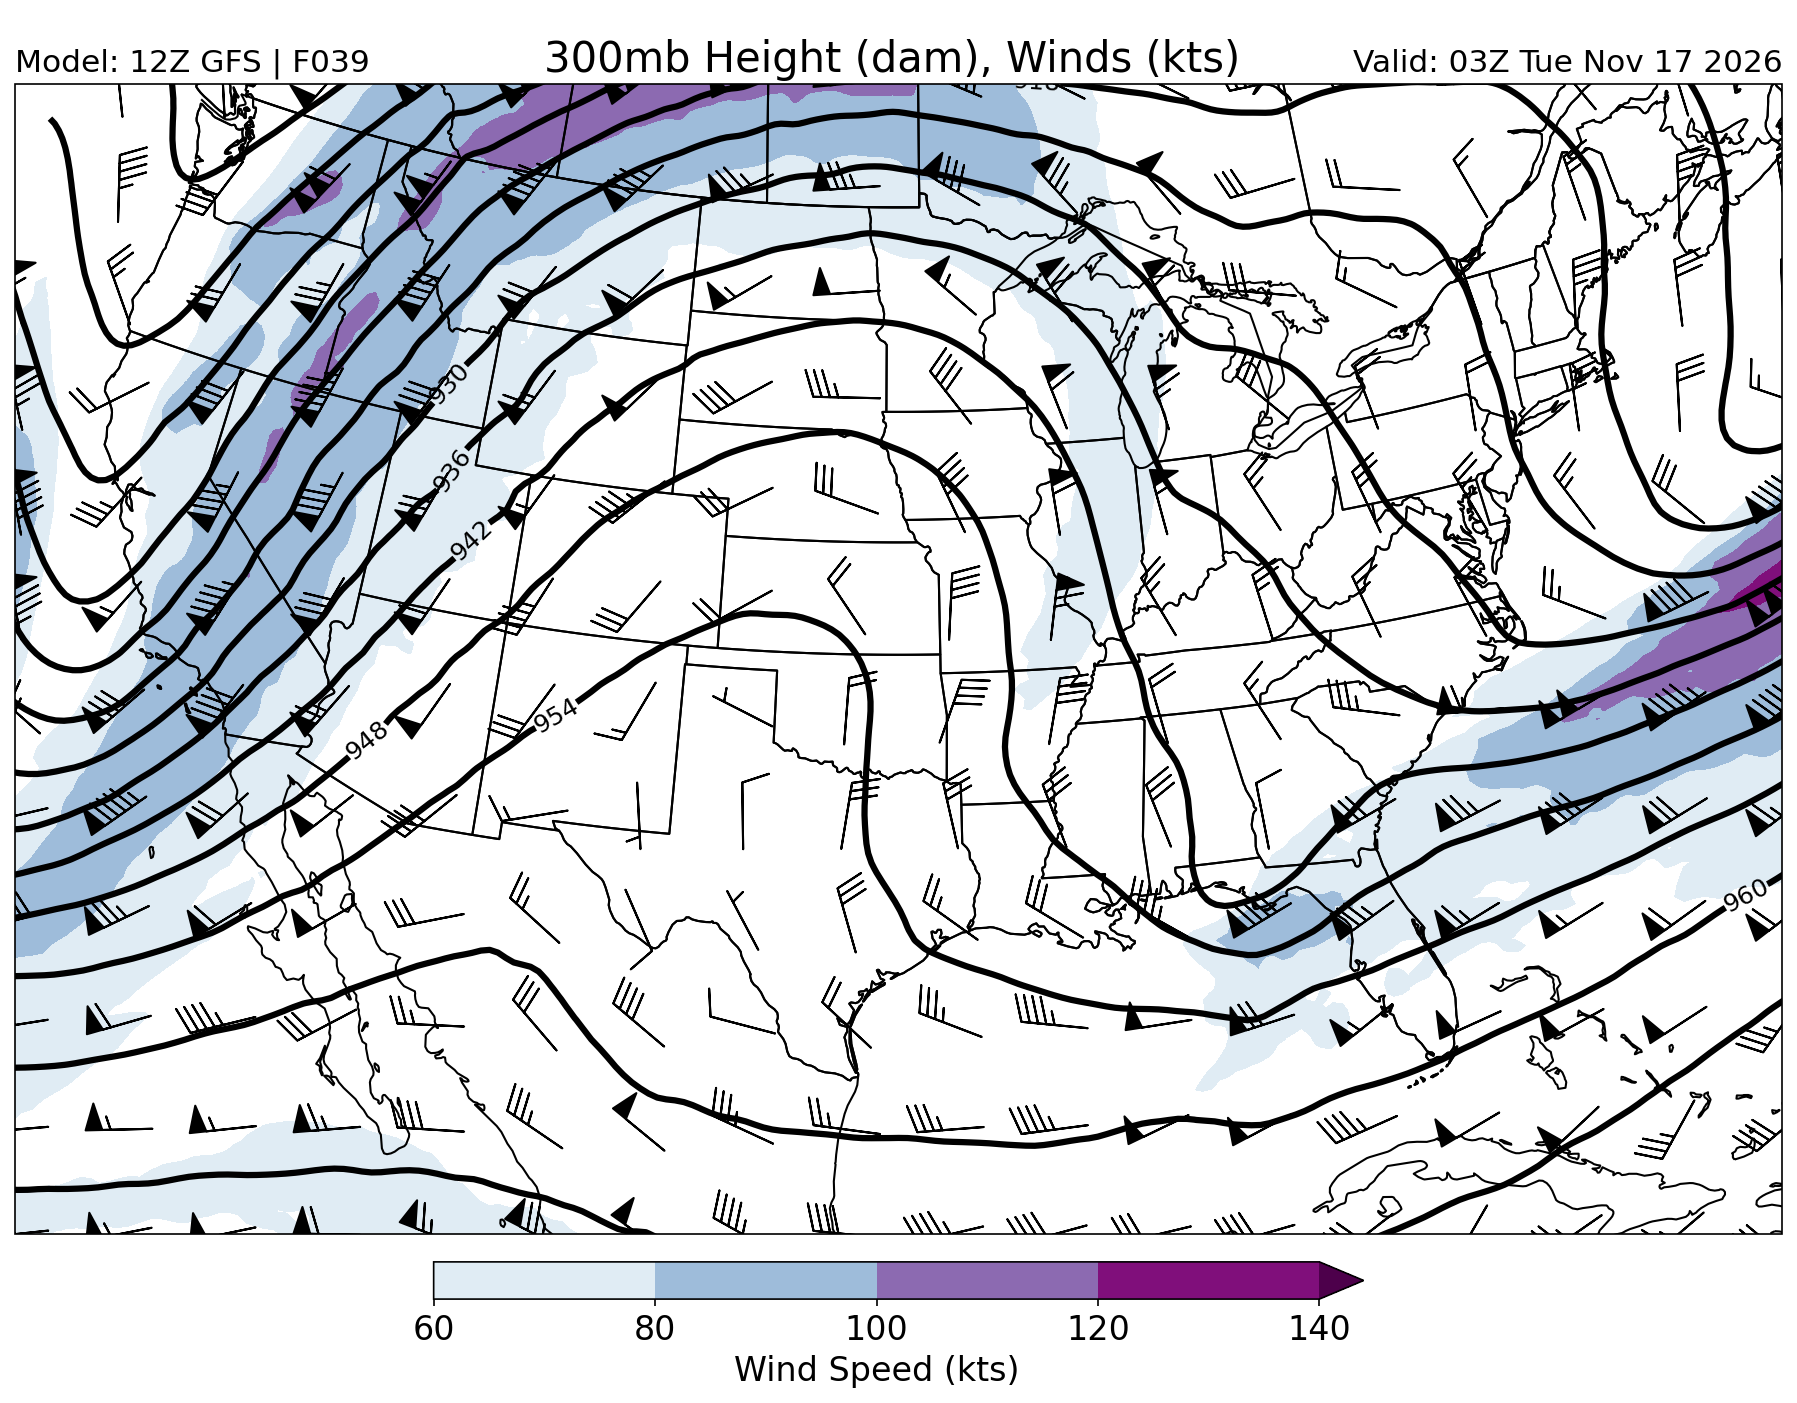 Model: 12Z GFS | F039
300mb Height (dam), Winds (kts)
Valid: 03Z Tue Nov 17 2026
930
936
942
948
954
960
60 80 100 120 140
Wind Speed (kts)